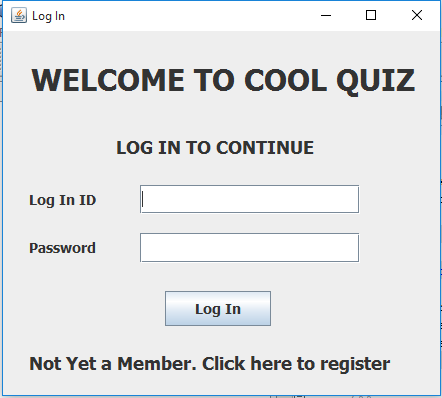 Log In
WELCOME TO COOL QUIZ
LOG IN TO CONTINUE
Log In ID
Password
Log In
Not Yet a Member. Click here to register